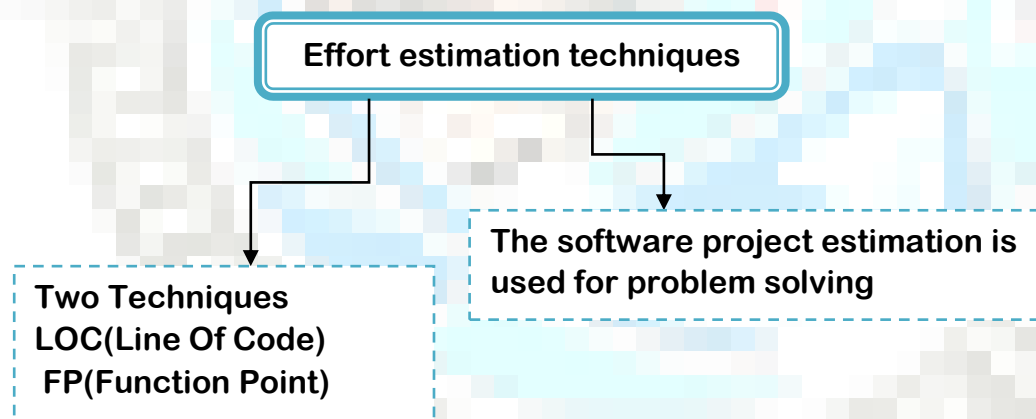 Effort estimation techniques
The software project estimation is
used for problem solving
Two Techniques
LOC(Line Of Code)
FP(Function Point)